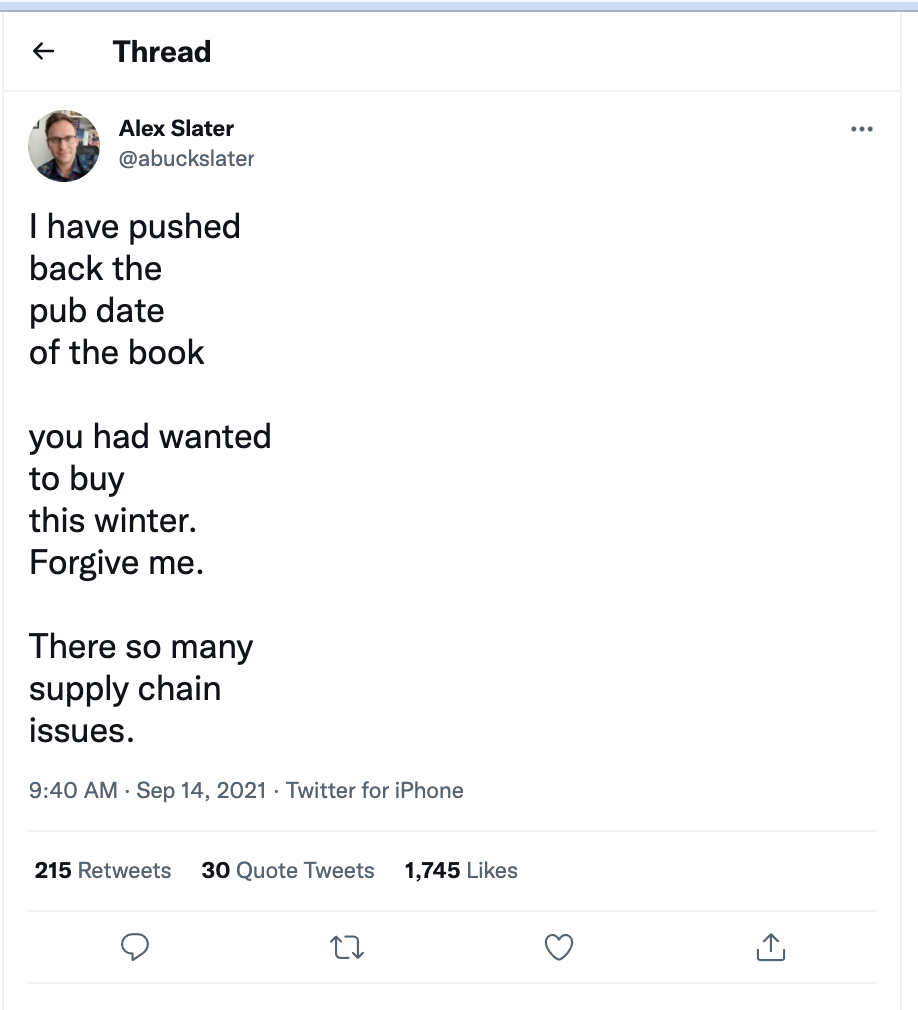 Thread
Alex Slater
@abuckslater
I have pushed
back the
pub date
of the book
you had wanted
to buy
this winter.
Forgive me.
There so many
supply chain
issues.
9:40 AM · Sep 14, 2021 · Twitter for iPhone
215 Retweets 30 Quote Tweets 1,745 Likes